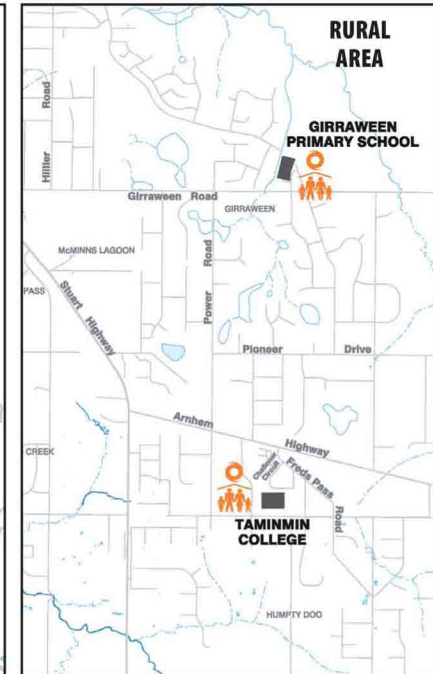 RURAL
AREA
Hillier Road
GIRRAWEEN
PRIMARY SCHOOL
Girraween Road
GIRRAWEEN
McMINNS LAGOON
Power Road
PASS
Stuart Highway
Pioneer Drive
Arnhem Highway
CREEK
Challoner
Circuit
Freds Pass Road
TAMINMIN
COLLEGE
HUMPTY DOO